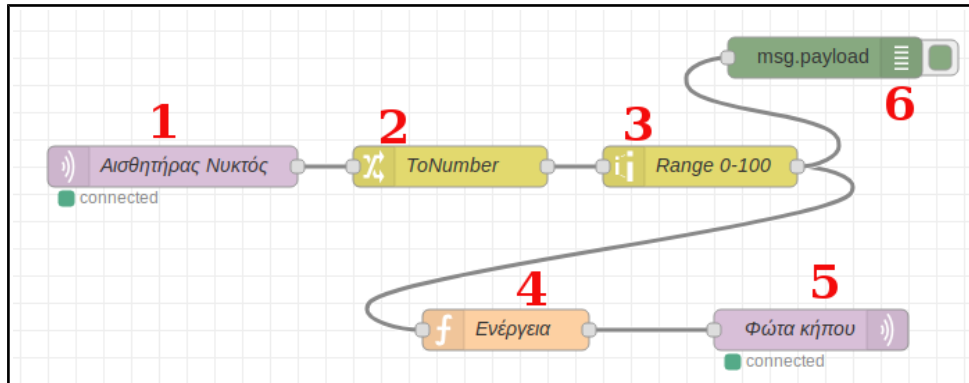 msg.payload
6
1
2
3
Αισθητήρας Νυκτός
ToNumber
Range 0-100
connected
4
5
Ενέργεια
Φώτα κήπου
connected